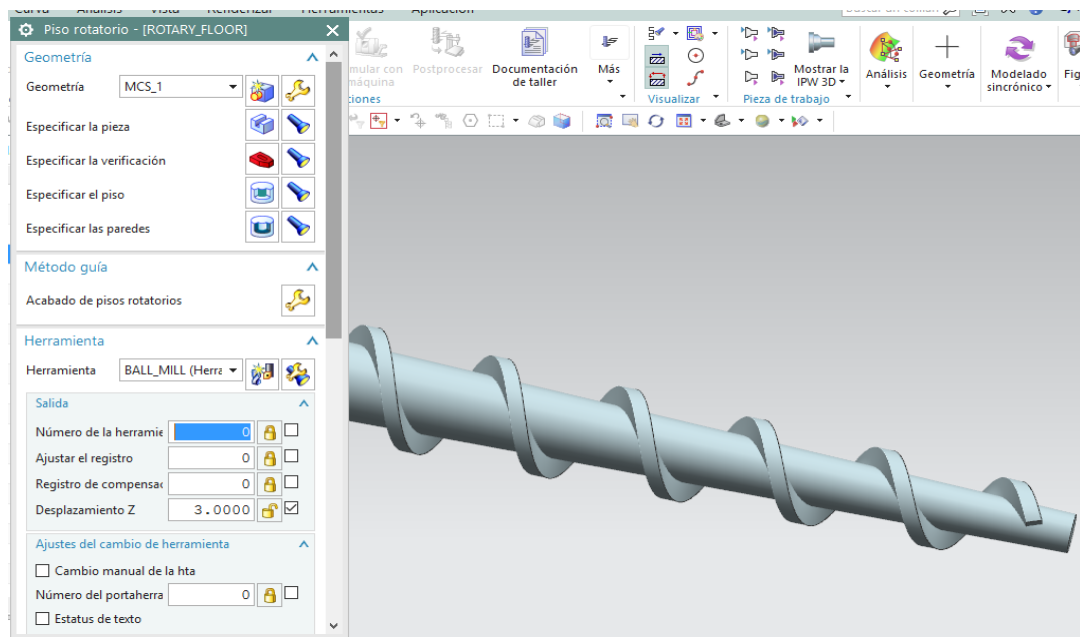 Curva Análisis Vista Renderizar Herramientas Aplicación
Piso rotatorio - [ROTARY_FLOOR]
Geometría
Geometría MCS_1
Especificar la pieza
Especificar la verificación
Especificar el piso
Especificar las paredes
Método guía
Acabado de pisos rotatorios
Herramienta
Herramienta BALL_MILL (Herra
Salida
Número de la herramie 0
Ajustar el registro 0
Registro de compensac 0
Desplazamiento Z 3.0000
Ajustes del cambio de herramienta
Cambio manual de la hta
Número del portaherra 0
Estatus de texto
mular con
máquina
Postprocesar
Documentación
de taller
Más
ciones
Visualizar
Mostrar la
IPW 3D
Pieza de trabajo
Análisis
Geometría
Modelado
sincrónico
Fig